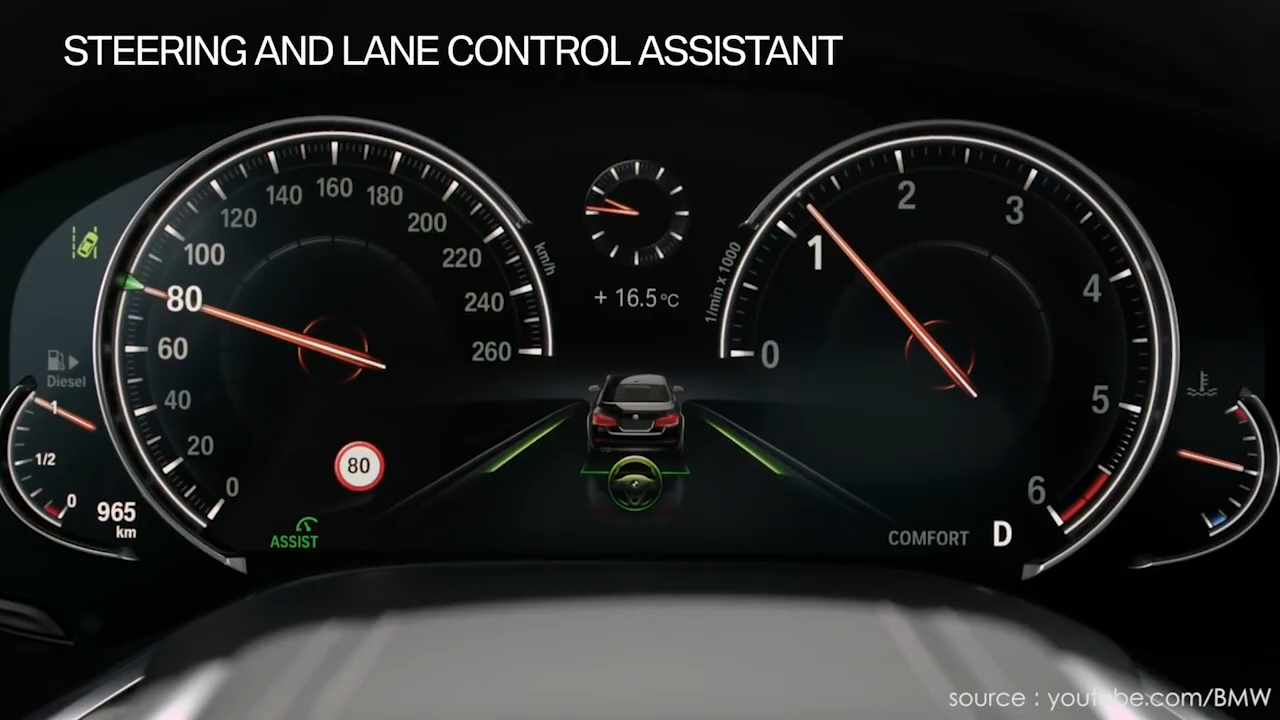 STEERING AND LANE CONTROL ASSISTANT
0
20
40
60
80
100
120
140
160
180
200
220
240
260
km/h
+ 16.5°C
1/min x 1000
0
1
2
3
4
5
6
Diesel
1
1/2
0
965
km
80
ASSIST
COMFORT D
source : youtube.com/BMW